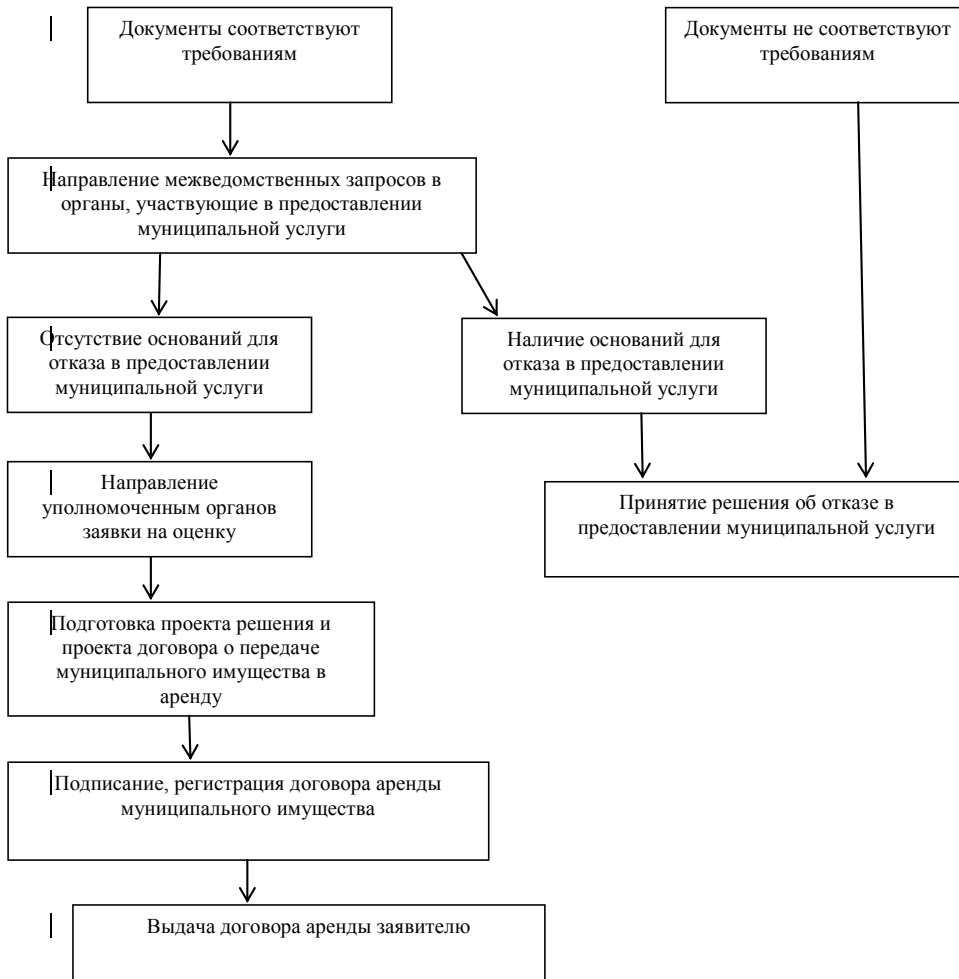 Документы соответствуют
требованиям
Документы не соответствуют
требованиям
Направление межведомственных запросов в
органы, участвующие в предоставлении
муниципальной услуги
Отсутствие оснований для
отказа в предоставлении
муниципальной услуги
Наличие оснований для
отказа в предоставлении
муниципальной услуги
Направление
уполномоченным органов
заявки на оценку
Принятие решения об отказе в
предоставлении муниципальной услуги
Подготовка проекта решения и
проекта договора о передаче
муниципального имущества в
аренду
Подписание, регистрация договора аренды
муниципального имущества
Выдача договора аренды заявителю